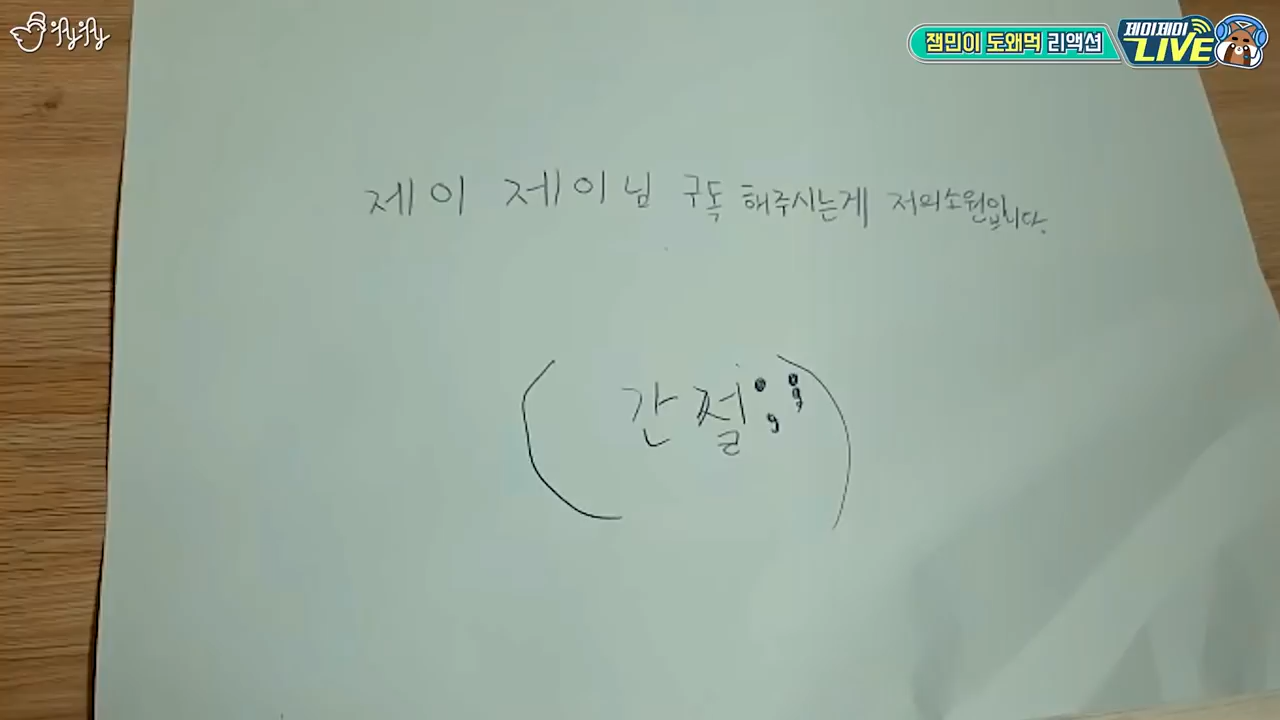 잼민이 도왜먹 리액션
제이제이
LIVE
제이 제이님 구독 해주시는게 저의소원입니다.
( 간절;; )